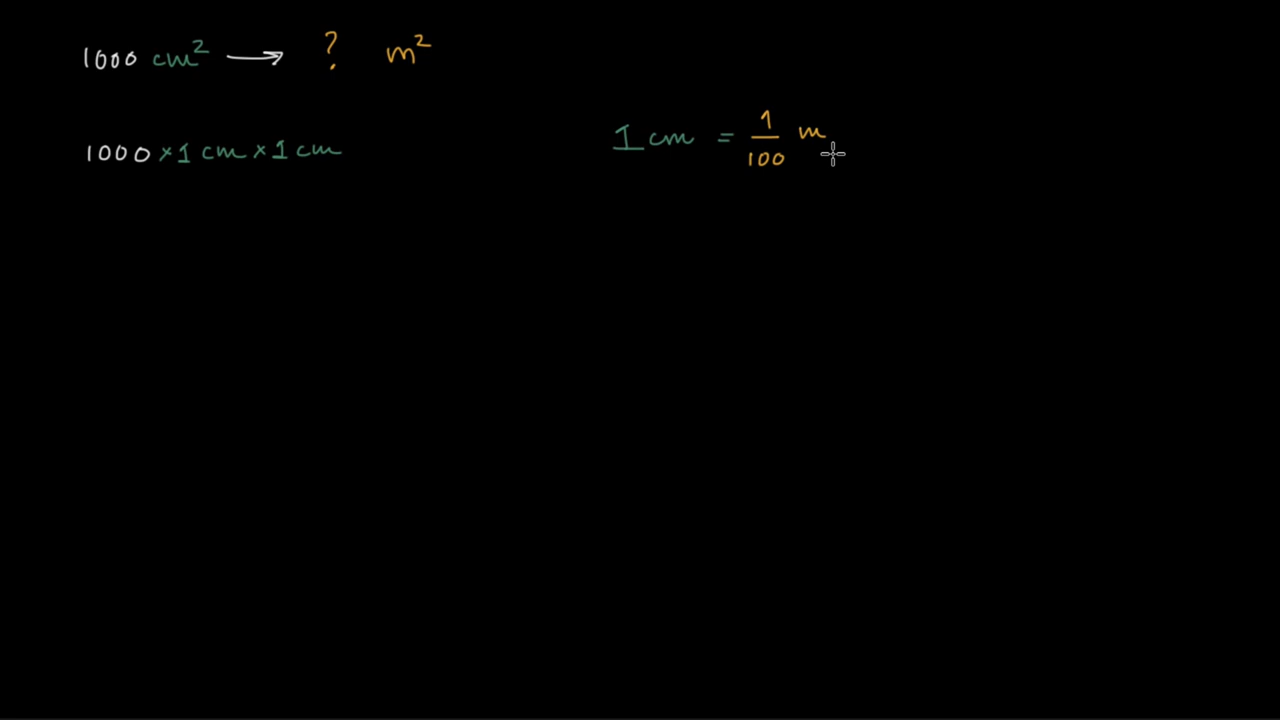 1000 cm² → ? m²
1 cm = 1/100 m
1000 × 1 cm × 1 cm